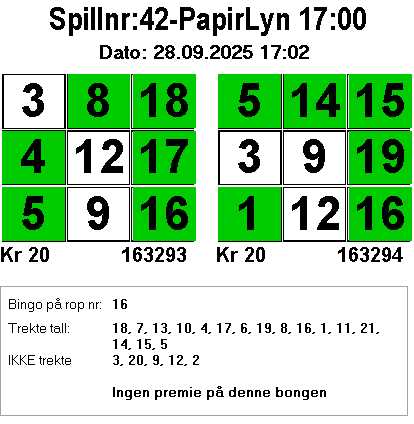 Spillnr:42-PapirLyn 17:00
Dato: 28.09.2025 17:02
3 8 18 5 14 15
4 12 17 3 9 19
5 9 16 1 12 16
Kr 20 163293 Kr 20 163294
Bingo på rop nr: 16
Trekte tall: 18, 7, 13, 10, 4, 17, 6, 19, 8, 16, 1, 11, 21,
14, 15, 5
IKKE trekte 3, 20, 9, 12, 2
Ingen premie på denne bongen